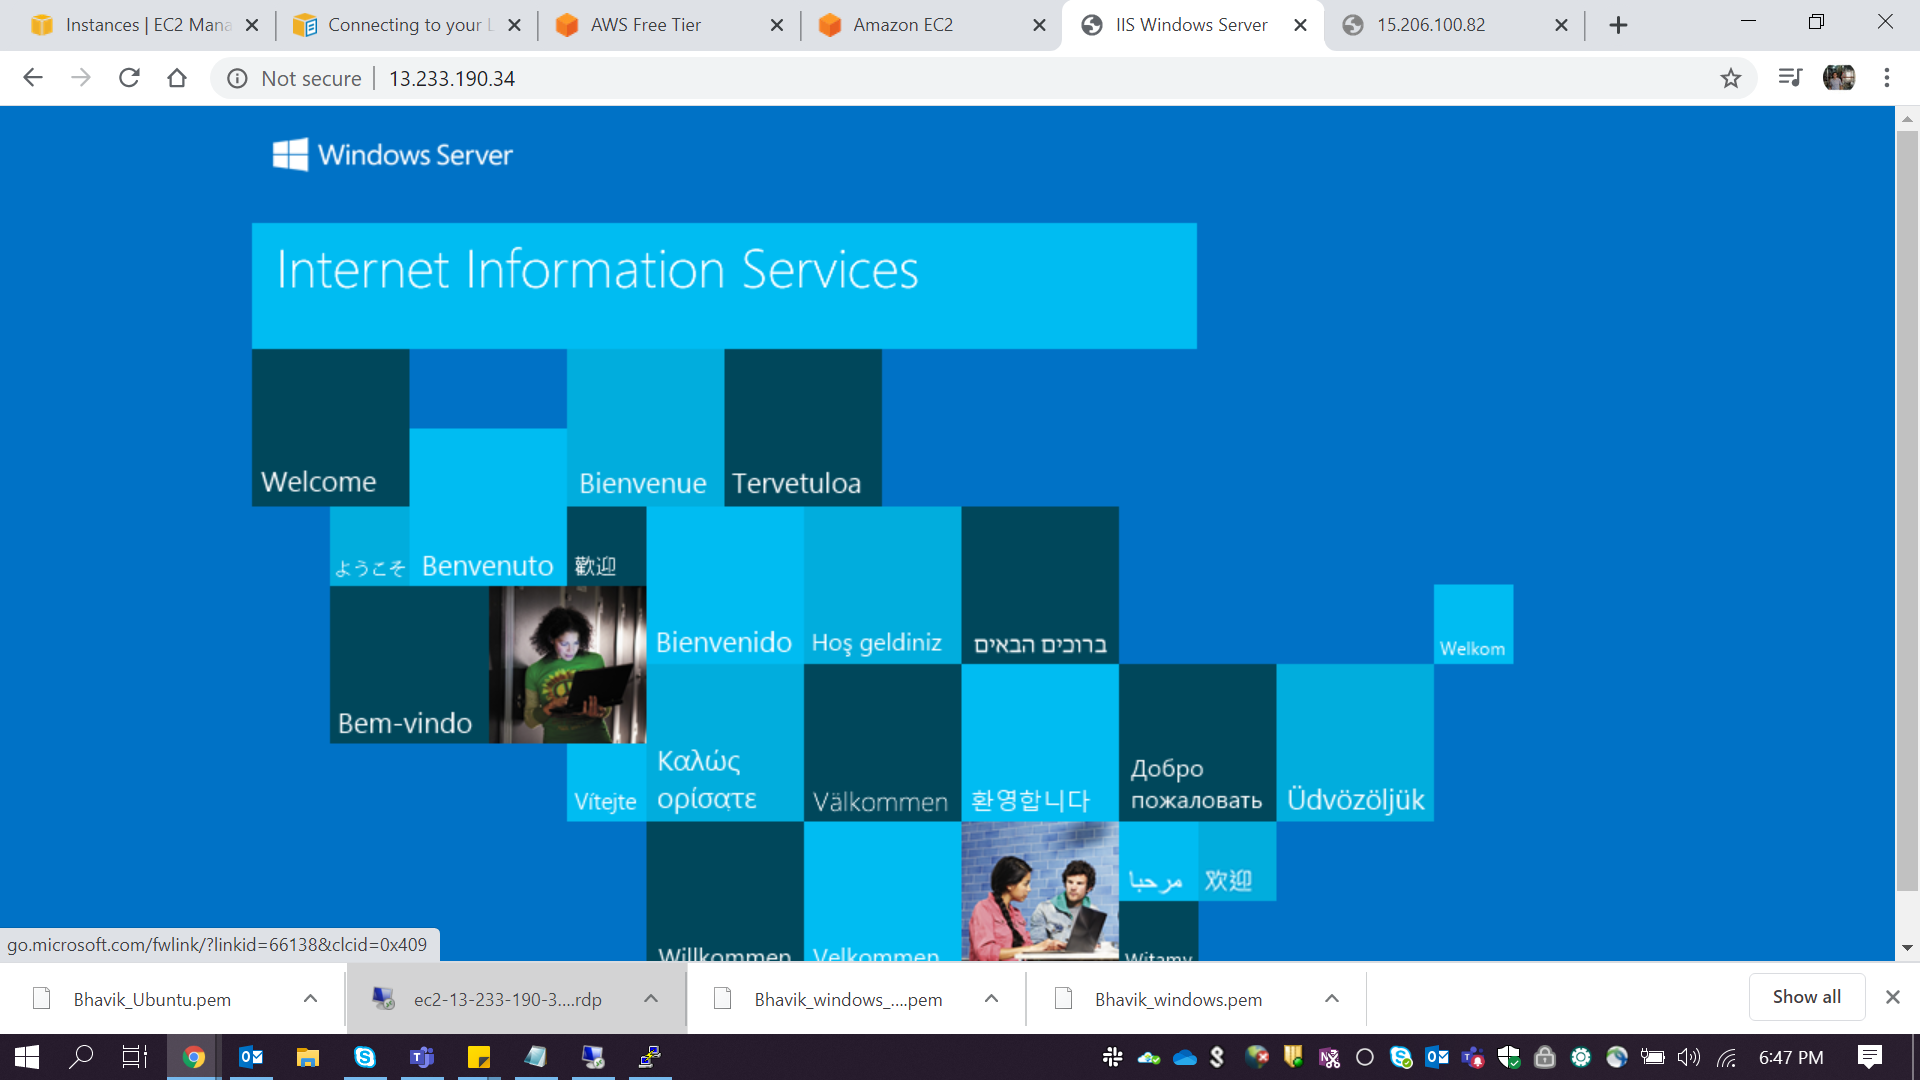 Instances | EC2 Mana
Connecting to your L
AWS Free Tier
Amazon EC2
IIS Windows Server
15.206.100.82
Not secure
13.233.190.34
Windows Server
Internet Information Services
Welcome
Bienvenue
Tervetuloa
ようこそ
Benvenuto
歡迎
Bienvenido
Hoş geldiniz
ברוכים הבאים
Welkom
Bem-vindo
Vítejte
Καλώς
ορίσατε
Välkommen
환영합니다
Добро
пожаловать
Üdvözöljük
مرحبا
欢迎
Willkommen
Velkommen
Witamy
go.microsoft.com/fwlink/?linkid=66138&clcid=0x409
Bhavik_Ubuntu.pem
ec2-13-233-190-3....rdp
Bhavik_windows_....pem
Bhavik_windows.pem
Show all
6:47 PM